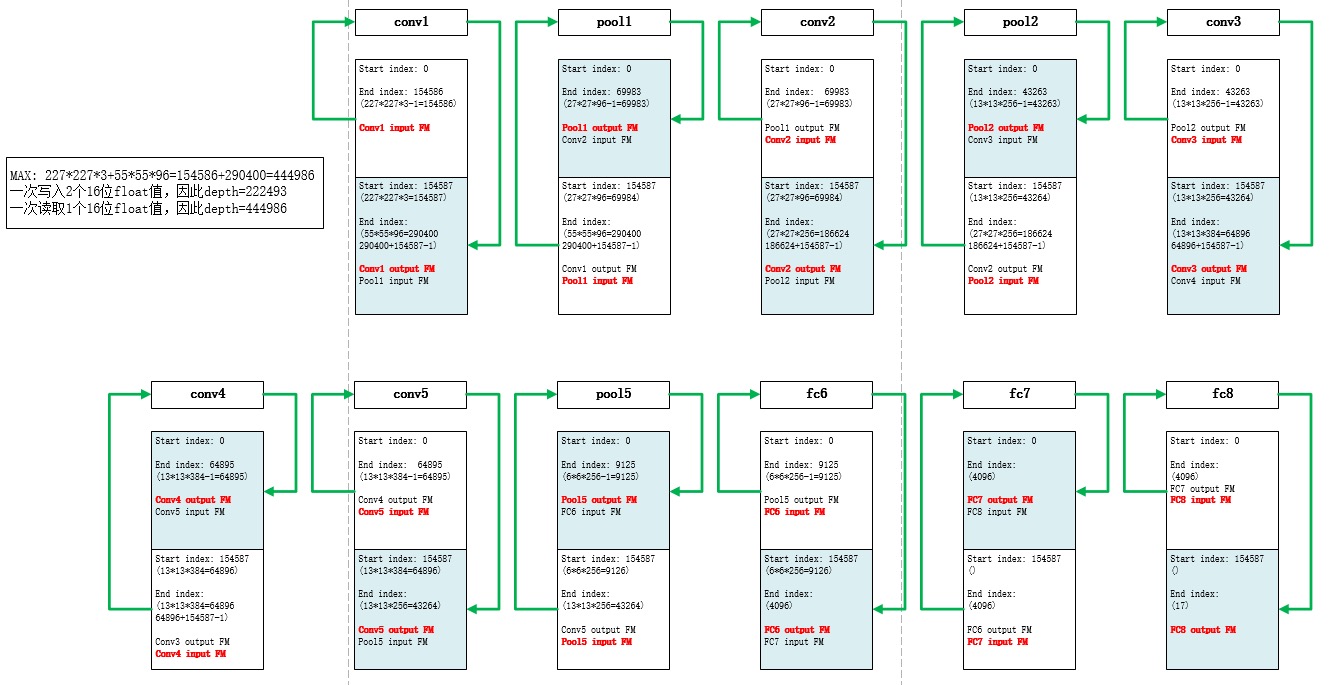 conv1
pool1
conv2
pool2
conv3
Start index: 0
End index: 154586
(227*227*3-1=154586)
Conv1 input FM
Start index: 154587
(227*227*3=154587)
End index:
(55*55*96=290400
290400+154587-1)
Conv1 output FM
Pool1 input FM
Start index: 0
End index: 69983
(27*27*96-1=69983)
Pool1 output FM
Conv2 input FM
Start index: 154587
(27*27*96=69984)
End index:
(55*55*96=290400
290400+154587-1)
Conv1 output FM
Pool1 input FM
Start index: 0
End index:  69983
(27*27*96-1=69983)
Pool1 output FM
Conv2 input FM
Start index: 154587
(27*27*96=69984)
End index:
(27*27*256=186624
186624+154587-1)
Conv2 output FM
Pool2 input FM
Start index: 0
End index: 43263
(13*13*256-1=43263)
Pool2 output FM
Conv3 input FM
Start index: 154587
(13*13*256=43264)
End index:
(27*27*256=186624
186624+154587-1)
Conv2 output FM
Pool2 input FM
Start index: 0
End index: 43263
(13*13*256-1=43263)
Pool2 output FM
Conv3 input FM
Start index: 154587
(13*13*256=43264)
End index:
(13*13*384=64896
64896+154587-1)
Conv3 output FM
Conv4 input FM
MAX: 227*227*3+55*55*96=154586+290400=444986
一次写入2个16位float值，因此depth=222493
一次读取1个16位float值，因此depth=444986
conv4
conv5
pool5
fc6
fc7
fc8
Start index: 0
End index: 64895
(13*13*384-1=64895)
Conv4 output FM
Conv5 input FM
Start index: 154587
(13*13*384=64896)
End index:
(13*13*384=64896
64896+154587-1)
Conv3 output FM
Conv4 input FM
Start index: 0
End index:  64895
(13*13*384-1=64895)
Conv4 output FM
Conv5 input FM
Start index: 154587
(13*13*384=64896)
End index:
(13*13*256=43264)
Conv5 output FM
Pool5 input FM
Start index: 0
End index: 9125
(6*6*256-1=9125)
Pool5 output FM
FC6 input FM
Start index: 154587
(6*6*256=9126)
End index:
(13*13*256=43264)
Conv5 output FM
Pool5 input FM
Start index: 0
End index: 9125
(6*6*256-1=9125)
Pool5 output FM
FC6 input FM
Start index: 154587
(6*6*256=9126)
End index:
(4096)
FC6 output FM
FC7 input FM
Start index: 0
End index:
(4096)
FC7 output FM
FC8 input FM
Start index: 154587
()
End index:
(4096)
FC6 output FM
FC7 input FM
Start index: 0
End index:
(4096)
FC7 output FM
FC8 input FM
Start index: 154587
()
End index:
(17)
FC8 output FM